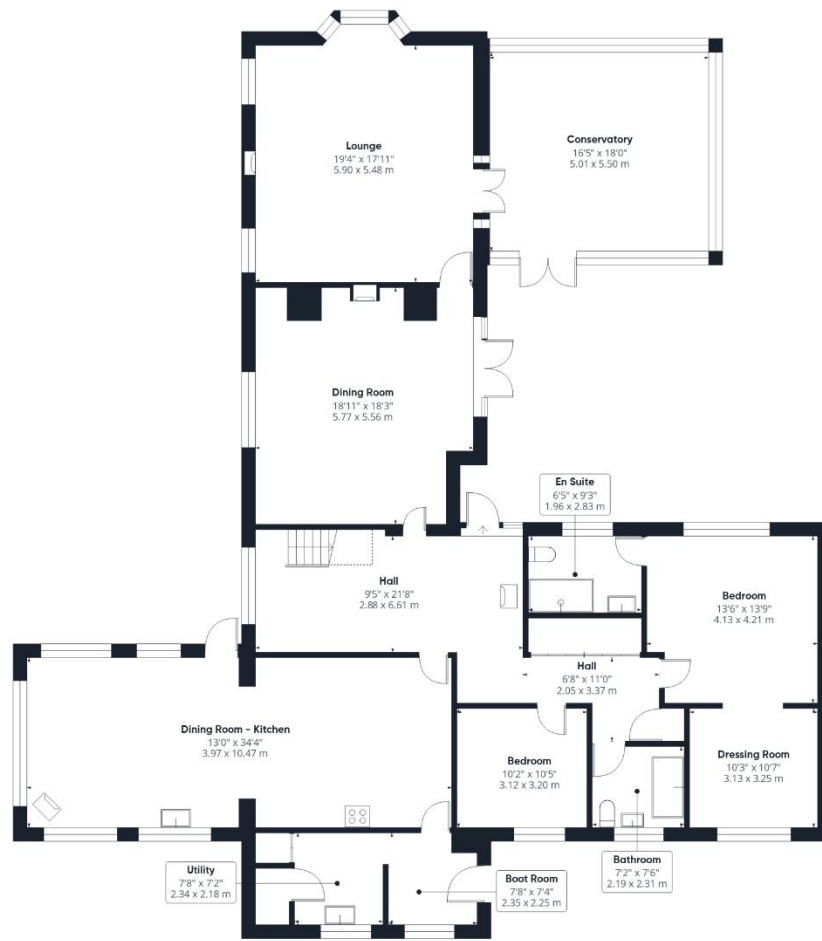 Lounge
19'4" x 17'11"
5.90 x 5.48 m
Conservatory
16'5" x 18'0"
5.01 x 5.50 m
Dining Room
18'11" x 18'3"
5.77 x 5.56 m
En Suite
6'5" x 9'3"
1.96 x 2.83 m
Hall
9'5" x 21'8"
2.88 x 6.61 m
Bedroom
13'6" x 13'9"
4.13 x 4.21 m
Hall
6'8" x 11'0"
2.05 x 3.37 m
Dining Room - Kitchen
13'0" x 34'4"
3.97 x 10.47 m
Bedroom
10'2" x 10'5"
3.12 x 3.20 m
Dressing Room
10'3" x 10'7"
3.13 x 3.25 m
Utility
7'8" x 7'2"
2.34 x 2.18 m
Boot Room
7'8" x 7'4"
2.35 x 2.25 m
Bathroom
7'2" x 7'6"
2.19 x 2.31 m